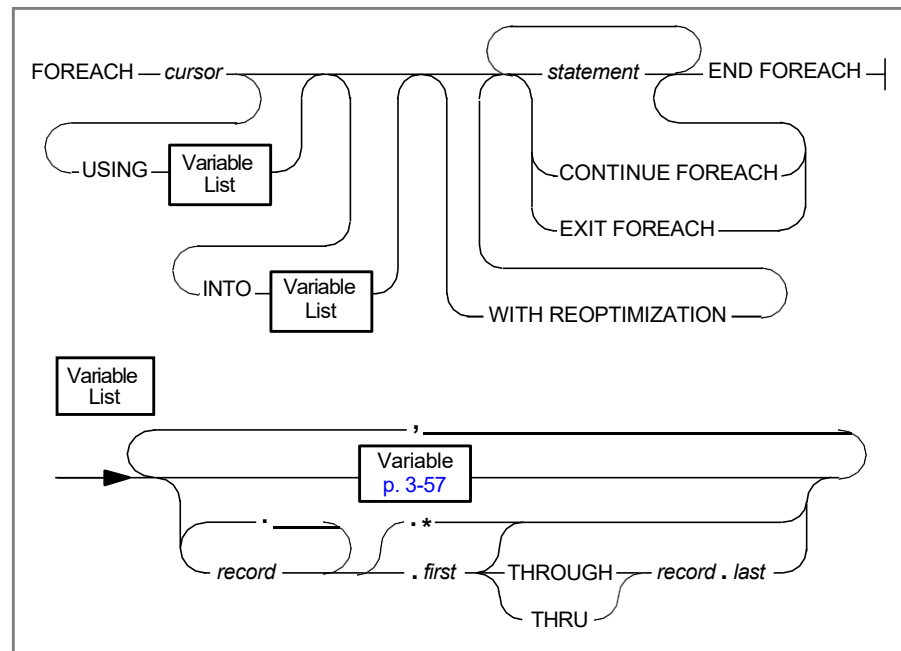 FOREACH cursor statement END FOREACH
USING Variable List
CONTINUE FOREACH
EXIT FOREACH
INTO Variable List
WITH REOPTIMIZATION
Variable
List
,
Variable
p. 3-57
. .*
record . first THROUGH record . last
THRU